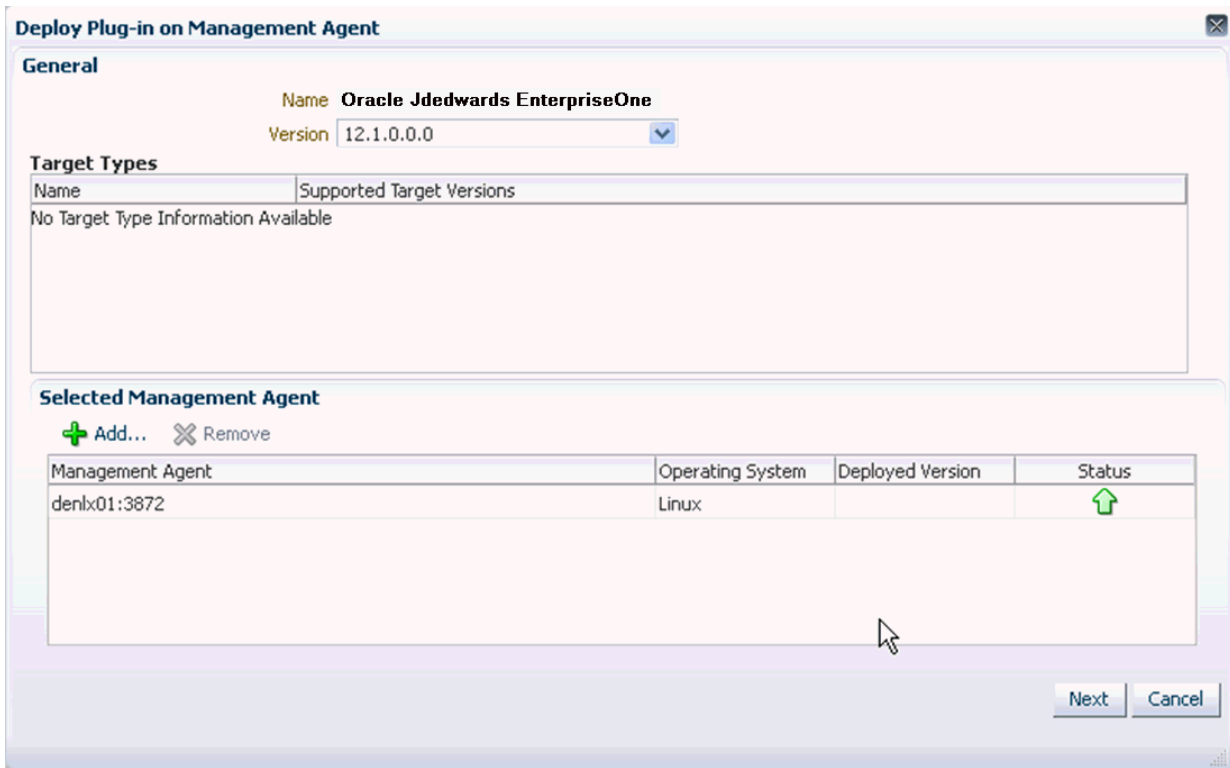 Deploy Plug-in on Management Agent
General
Name Oracle Jdedwards EnterpriseOne
Version 12.1.0.0.0
Target Types
Name Supported Target Versions
No Target Type Information Available
Selected Management Agent
Add... Remove
Management Agent Operating System Deployed Version Status
denlx01:3872 Linux
Next Cancel